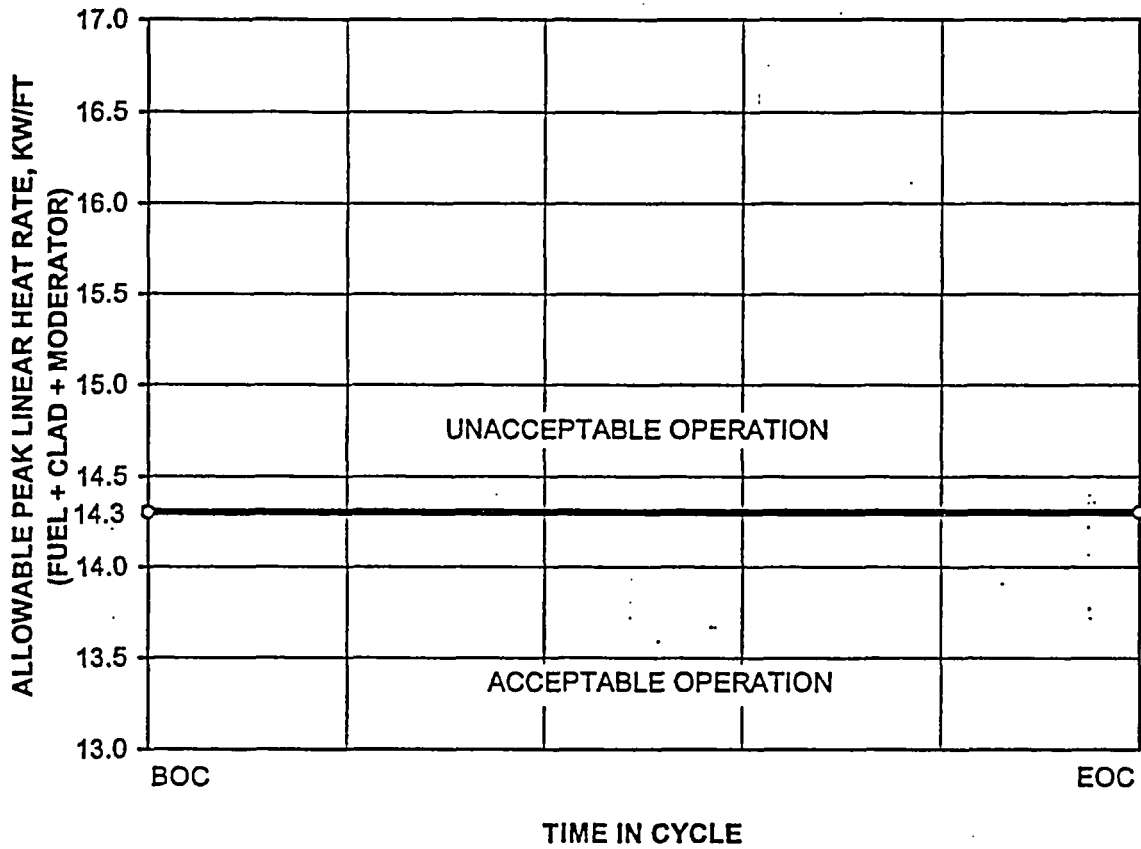 ALLOWABLE PEAK LINEAR HEAT RATE, KW/FT
(FUEL + CLAD + MODERATOR)
17.0
16.5
16.0
15.5
15.0
UNACCEPTABLE OPERATION
14.5
14.3
14.0
13.5
ACCEPTABLE OPERATION
13.0
BOC
EOC
TIME IN CYCLE